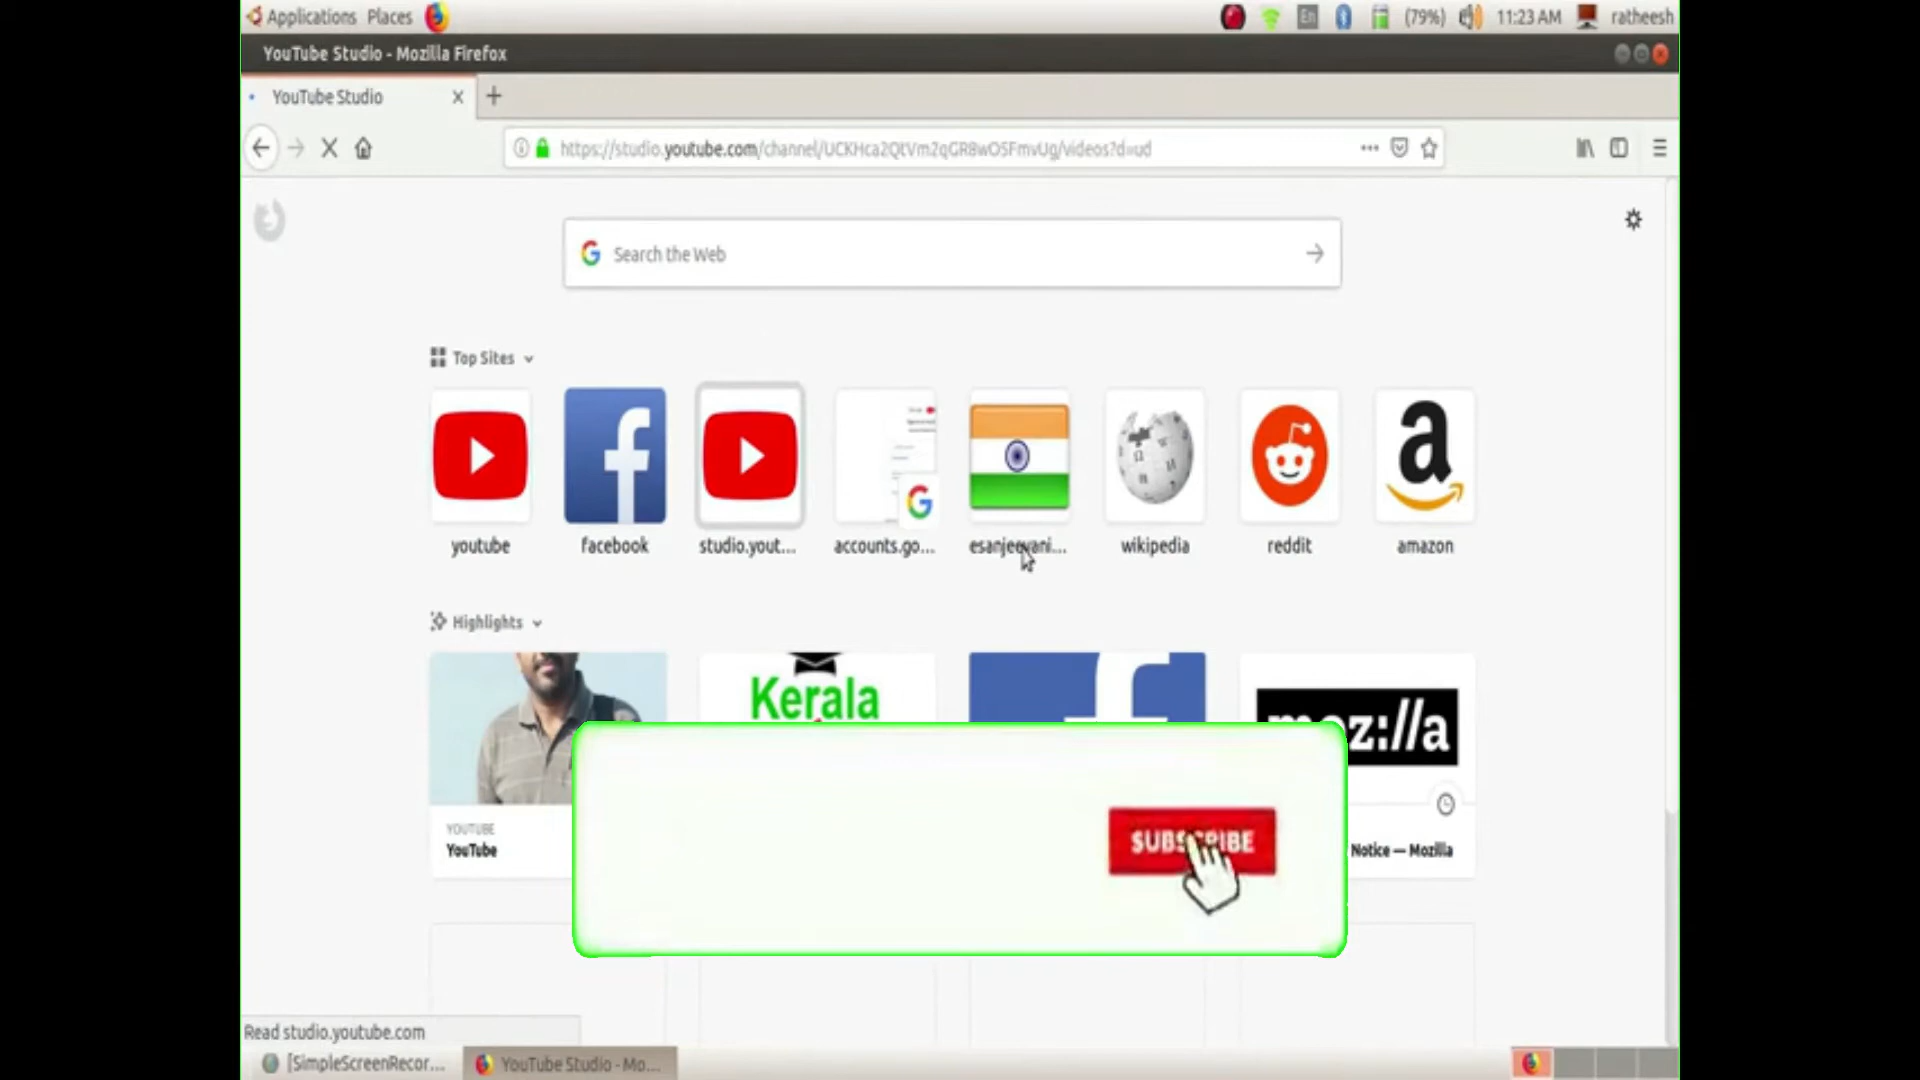 Applications Places
En (79%) 11:23 AM ratheesh
YouTube Studio - Mozilla Firefox
YouTube Studio
https://studio.youtube.com/channel/UCKHca2QtVm2qGR8wO5FmvUg/videos?d=ud
Search the Web
Top Sites
youtube facebook studio.yout... accounts.go... esanjeevani... wikipedia reddit amazon
Highlights
Kerala
moz://a
YOUTUBE
YouTube
SUBSCRIBE
Notice — Mozilla
Read studio.youtube.com
[SimpleScreenRecor... YouTube Studio - Mo...